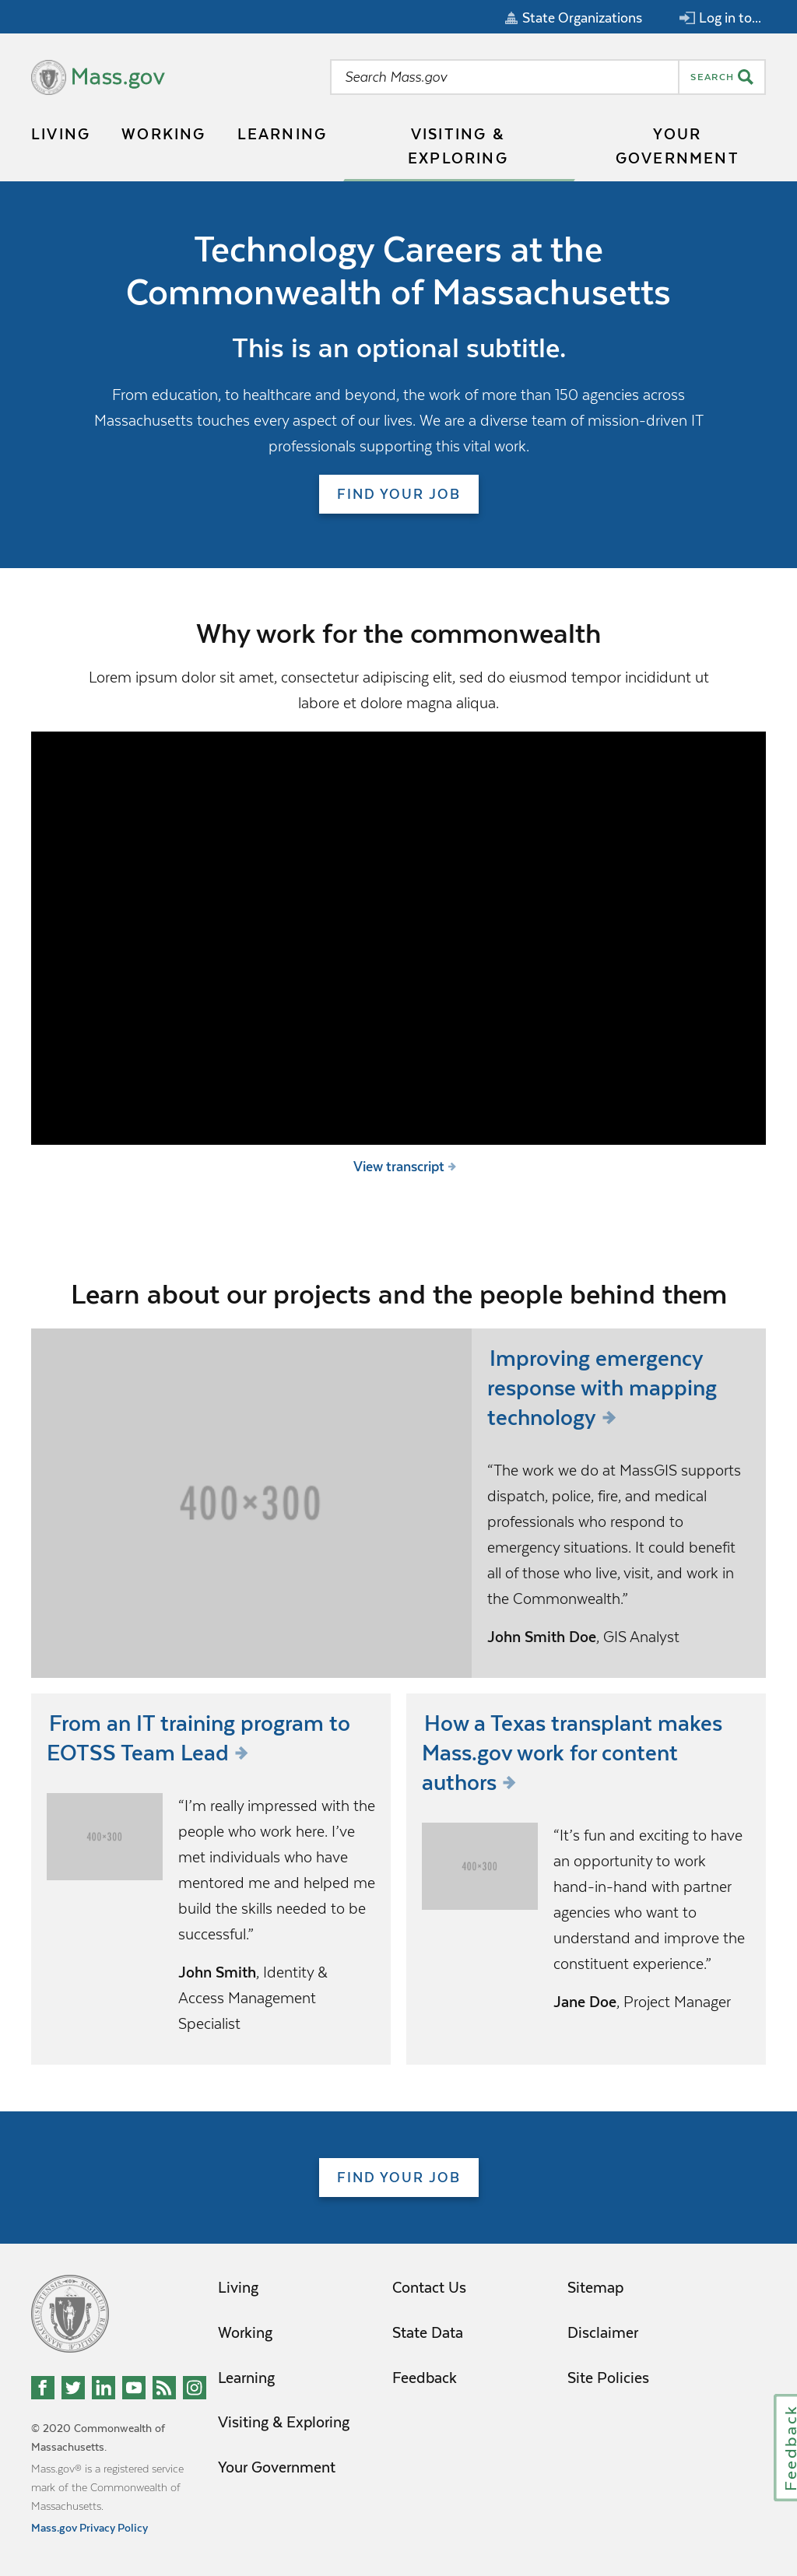 State Organizations
Log in to...
Mass.gov
Search Mass.gov
SEARCH
LIVING
WORKING
LEARNING
VISITING &
EXPLORING
YOUR
GOVERNMENT
Technology Careers at the
Commonwealth of Massachusetts
This is an optional subtitle.
From education, to healthcare and beyond, the work of more than 150 agencies across
Massachusetts touches every aspect of our lives. We are a diverse team of mission-driven IT
professionals supporting this vital work.
FIND YOUR JOB
Why work for the commonwealth
Lorem ipsum dolor sit amet, consectetur adipiscing elit, sed do eiusmod tempor incididunt ut
labore et dolore magna aliqua.
View transcript
Learn about our projects and the people behind them
400×300
Improving emergency
response with mapping
technology
“The work we do at MassGIS supports
dispatch, police, fire, and medical
professionals who respond to
emergency situations. It could benefit
all of those who live, visit, and work in
the Commonwealth.”
John Smith Doe, GIS Analyst
From an IT training program to
EOTSS Team Lead
400×300
“I’m really impressed with the
people who work here. I’ve
met individuals who have
mentored me and helped me
build the skills needed to be
successful.”
John Smith, Identity &
Access Management
Specialist
How a Texas transplant makes
Mass.gov work for content
authors
400×300
“It’s fun and exciting to have
an opportunity to work
hand-in-hand with partner
agencies who want to
understand and improve the
constituent experience.”
Jane Doe, Project Manager
FIND YOUR JOB
Living
Working
Learning
Visiting & Exploring
Your Government
Contact Us
State Data
Feedback
Sitemap
Disclaimer
Site Policies
© 2020 Commonwealth of
Massachusetts.
Mass.gov® is a registered service
mark of the Commonwealth of
Massachusetts.
Mass.gov Privacy Policy
Feedback